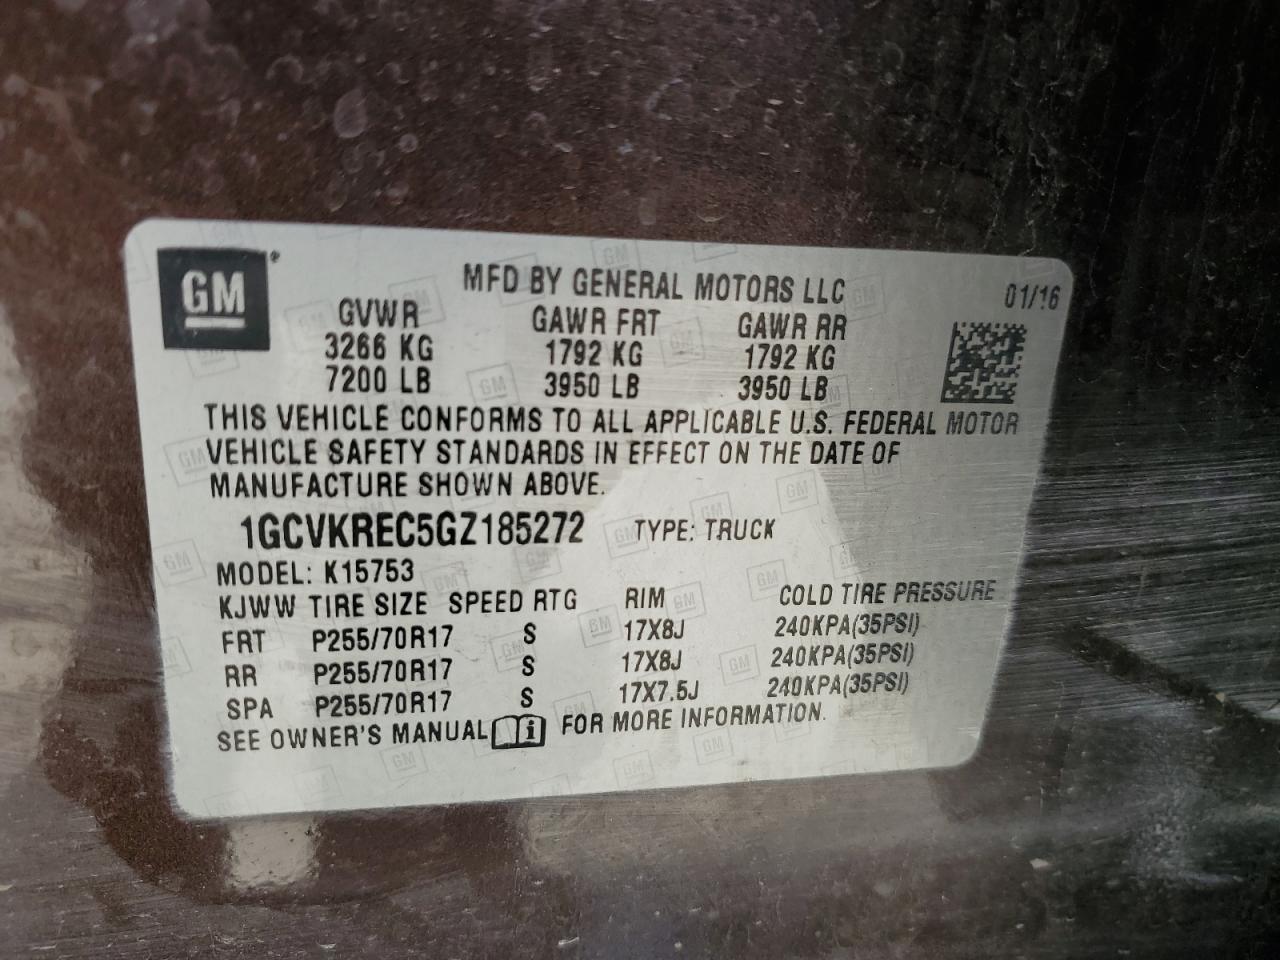 GM
MFD BY GENERAL MOTORS LLC 01/16
GVWR GAWR FRT GAWR RR
3266 KG 1792 KG 1792 KG
7200 LB 3950 LB 3950 LB
THIS VEHICLE CONFORMS TO ALL APPLICABLE U.S. FEDERAL MOTOR
VEHICLE SAFETY STANDARDS IN EFFECT ON THE DATE OF
MANUFACTURE SHOWN ABOVE.
1GCVKREC5GZ185272 TYPE: TRUCK
MODEL: K15753
KJWW TIRE SIZE SPEED RTG RIM COLD TIRE PRESSURE
FRT P255/70R17 S 17X8J 240KPA(35PSI)
RR P255/70R17 S 17X8J 240KPA(35PSI)
SPA P255/70R17 S 17X7.5J 240KPA(35PSI)
SEE OWNER'S MANUAL FOR MORE INFORMATION.